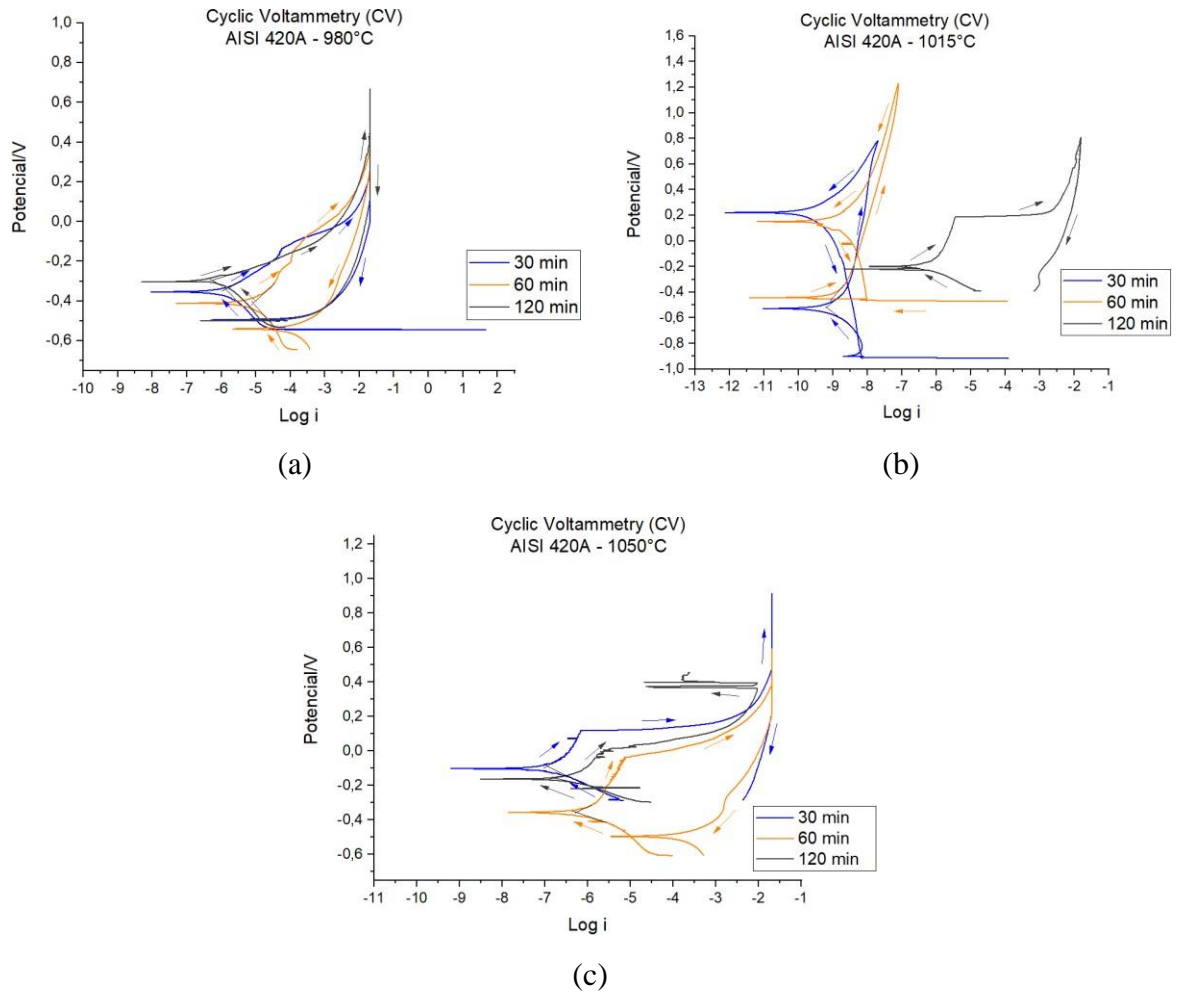 Cyclic Voltammetry (CV)
AISI 420A - 980°C
1,0
0,8
0,6
0,4
0,2
0,0
-0,2
-0,4
-0,6
Potencial/V
30 min
60 min
120 min
-10 -9 -8 -7 -6 -5 -4 -3 -2 -1 0 1 2
Log i
(a)
Cyclic Voltammetry (CV)
AISI 420A - 1015°C
1,6
1,4
1,2
1,0
0,8
0,6
0,4
0,2
0,0
-0,2
-0,4
-0,6
-0,8
-1,0
Potencial/V
30 min
60 min
120 min
-13 -12 -11 -10 -9 -8 -7 -6 -5 -4 -3 -2 -1
Log i
(b)
Cyclic Voltammetry (CV)
AISI 420A - 1050°C
1,2
1,0
0,8
0,6
0,4
0,2
0,0
-0,2
-0,4
-0,6
Potencial/V
30 min
60 min
120 min
-11 -10 -9 -8 -7 -6 -5 -4 -3 -2 -1
Log i
(c)